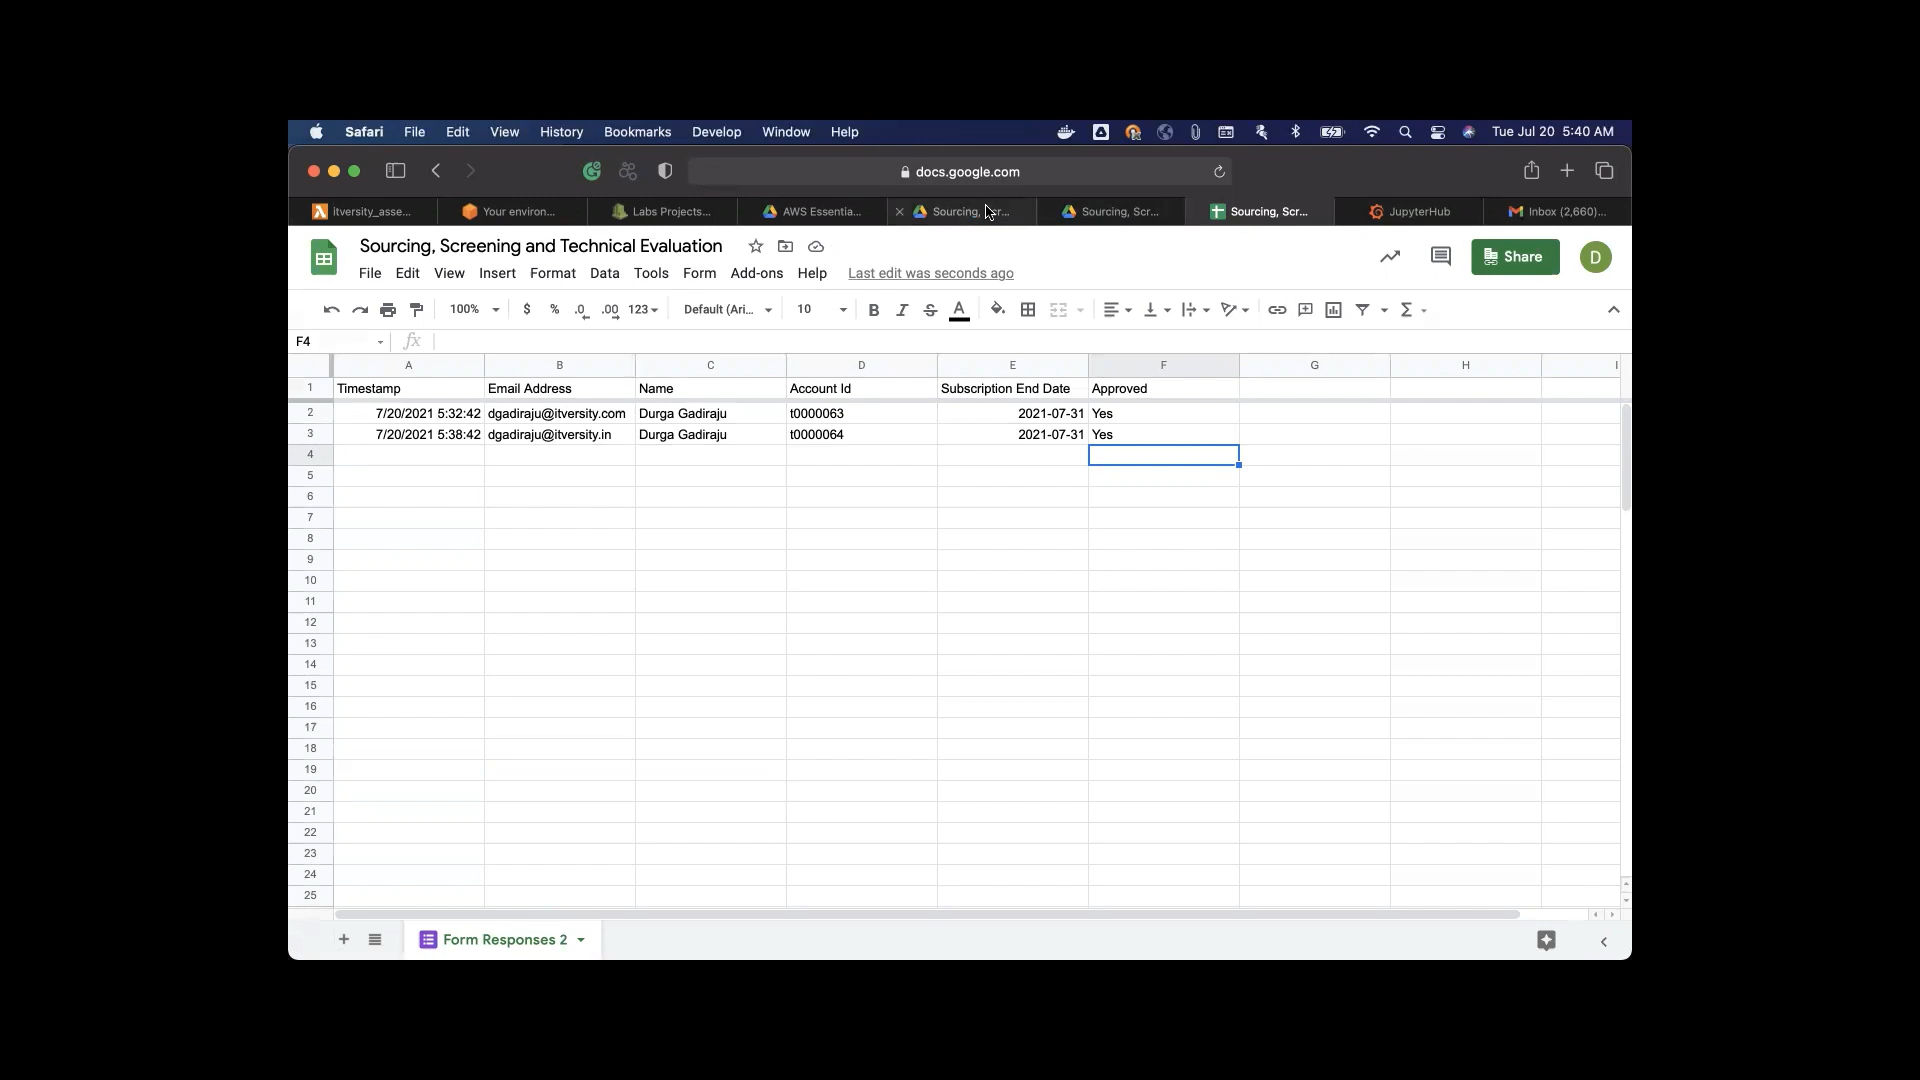 Safari File Edit View History Bookmarks Develop Window Help Tue Jul 20 5:40 AM
docs.google.com
itversity_asse... Your environ... Labs Projects... AWS Essentia... Sourcing, Sourcing, Scr... Sourcing, Scr... JupyterHub Inbox (2,660)...
Sourcing, Screening and Technical Evaluation
File Edit View Insert Format Data Tools Form Add-ons Help Last edit was seconds ago
Share D
100% $ % .0 .00 123 Default (Ari... 10 B I S A
F4 fx
A B C D E F G H I
1 Timestamp Email Address Name Account Id Subscription End Date Approved
2 7/20/2021 5:32:42 dgadiraju@itversity.com Durga Gadiraju t0000063 2021-07-31 Yes
3 7/20/2021 5:38:42 dgadiraju@itversity.in Durga Gadiraju t0000064 2021-07-31 Yes
4
5
6
7
8
9
10
11
12
13
14
15
16
17
18
19
20
21
22
23
24
25
Form Responses 2